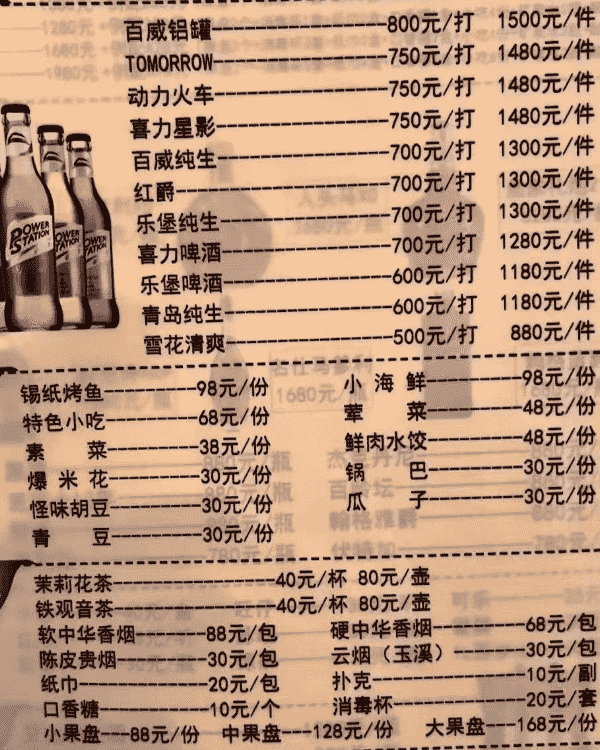 百威铝罐------800元/打 1500元/件
TOMORROW------750元/打 1480元/件
动力火车------750元/打 1480元/件
喜力星影------750元/打 1480元/件
百威纯生------700元/打 1300元/件
红爵------700元/打 1300元/件
乐堡纯生------700元/打 1300元/件
喜力啤酒------700元/打 1280元/件
乐堡啤酒------600元/打 1180元/件
青岛纯生------600元/打 1180元/件
雪花清爽------500元/打 880元/件
POWER STATION
POWER STATION
POWER STATION
锡纸烤鱼------98元/份 小海鲜------98元/份
特色小吃------68元/份 荤菜------48元/份
素菜------38元/份 鲜肉水饺------48元/份
爆米花------30元/份 锅巴------30元/份
怪味胡豆------30元/份 瓜子------30元/份
青豆------30元/份
茉莉花茶------40元/杯 80元/壶
铁观音茶------40元/杯 80元/壶
软中华香烟------88元/包 硬中华香烟------68元/包
陈皮贵烟------30元/包 云烟（玉溪）------30元/包
纸巾------20元/包 扑克------10元/副
口香糖------10元/个 消毒杯------20元/套
小果盘---88元/份 中果盘---128元/份 大果盘---168元/份